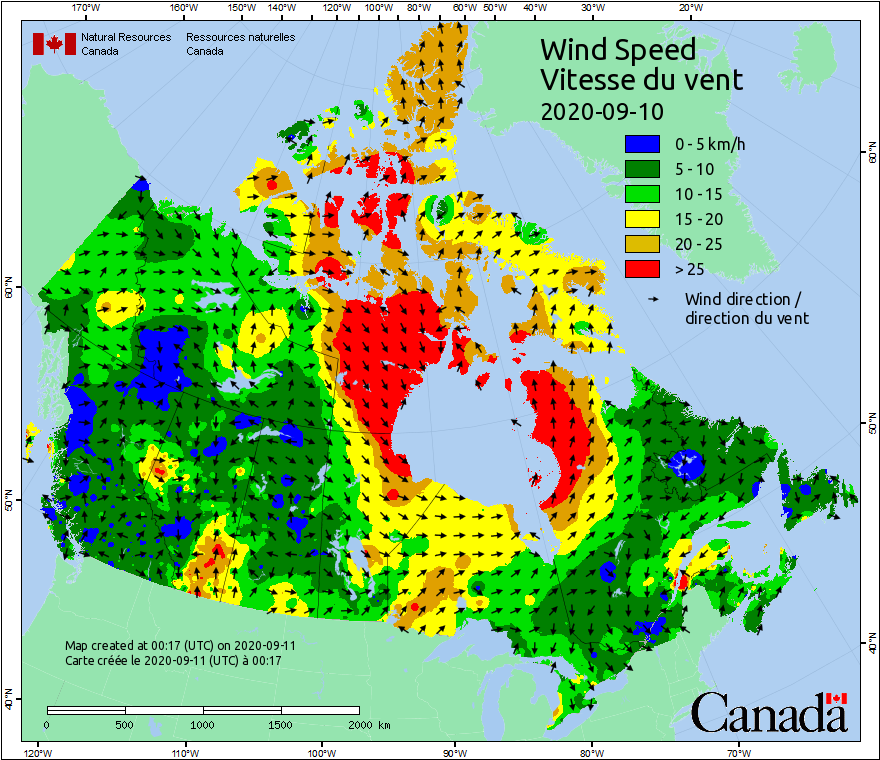 170°W 160°W 150°W 140°W 130°W 120°W 110°W 100°W 90°W 80°W 70°W 60°W 50°W 40°W 30°W 20°W
Natural Resources Canada
Ressources naturelles Canada
Wind Speed
Vitesse du vent
2020-09-10
0 - 5 km/h
5 - 10
10 - 15
15 - 20
20 - 25
> 25
Wind direction /
direction du vent
60°N
60°N
50°N
50°N
40°N
40°N
Map created at 00:17 (UTC) on 2020-09-11
Carte créée le 2020-09-11 (UTC) à 00:17
0 500 1000 1500 2000 km
Canada
120°W 110°W 100°W 90°W 80°W 70°W